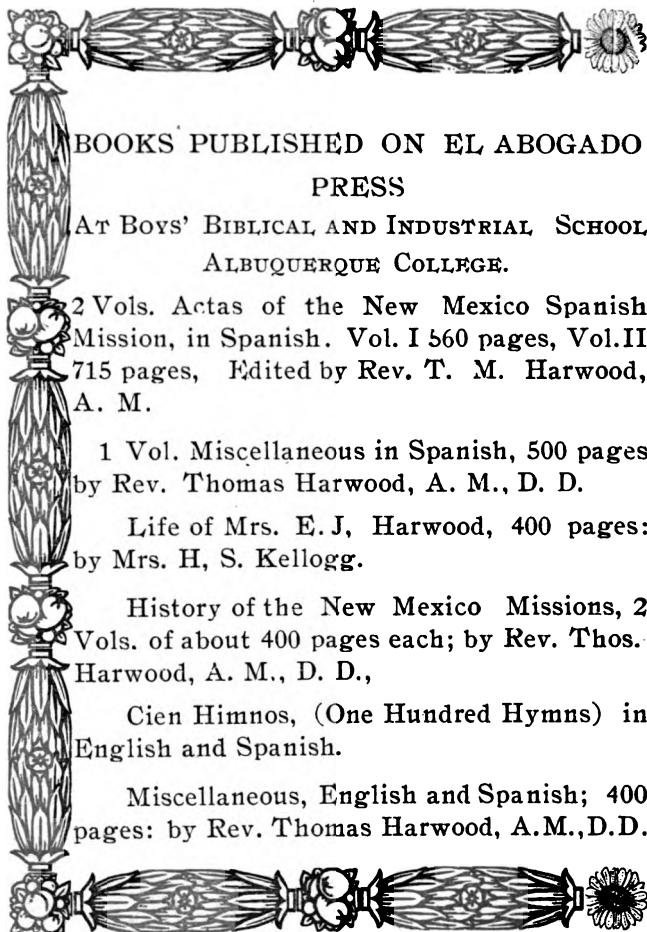 BOOKS PUBLISHED ON EL ABOGADO
PRESS
AT BOYS' BIBLICAL AND INDUSTRIAL SCHOOL
ALBUQUERQUE COLLEGE.
2 Vols. Actas of the New Mexico Spanish
Mission, in Spanish. Vol. I 560 pages, Vol.II
715 pages, Edited by Rev. T. M. Harwood,
A. M.
1 Vol. Miscellaneous in Spanish, 500 pages
by Rev. Thomas Harwood, A. M., D. D.
Life of Mrs. E. J, Harwood, 400 pages:
by Mrs. H, S. Kellogg.
History of the New Mexico Missions, 2
Vols. of about 400 pages each; by Rev. Thos.
Harwood, A. M., D. D.,
Cien Himnos, (One Hundred Hymns) in
English and Spanish.
Miscellaneous, English and Spanish; 400
pages: by Rev. Thomas Harwood, A.M.,D.D.